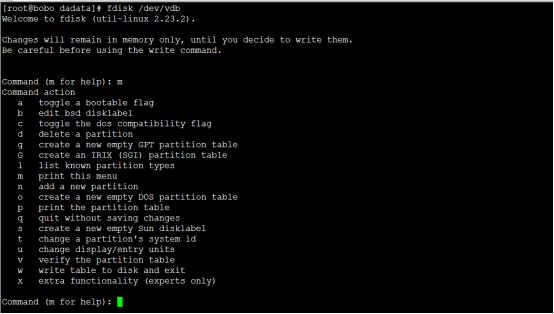 [root@bobo dadata]# fdisk /dev/vdb
Welcome to fdisk (util-linux 2.23.2).
Changes will remain in memory only, until you decide to write them.
Be careful before using the write command.
Command (m for help): m
Command action
a   toggle a bootable flag
b   edit bsd disklabel
c   toggle the dos compatibility flag
d   delete a partition
g   create a new empty GPT partition table
G   create an IRIX (SGI) partition table
l   list known partition types
m   print this menu
n   add a new partition
o   create a new empty DOS partition table
p   print the partition table
q   quit without saving changes
s   create a new empty Sun disklabel
t   change a partition's system id
u   change display/entry units
v   verify the partition table
w   write table to disk and exit
x   extra functionality (experts only)
Command (m for help):